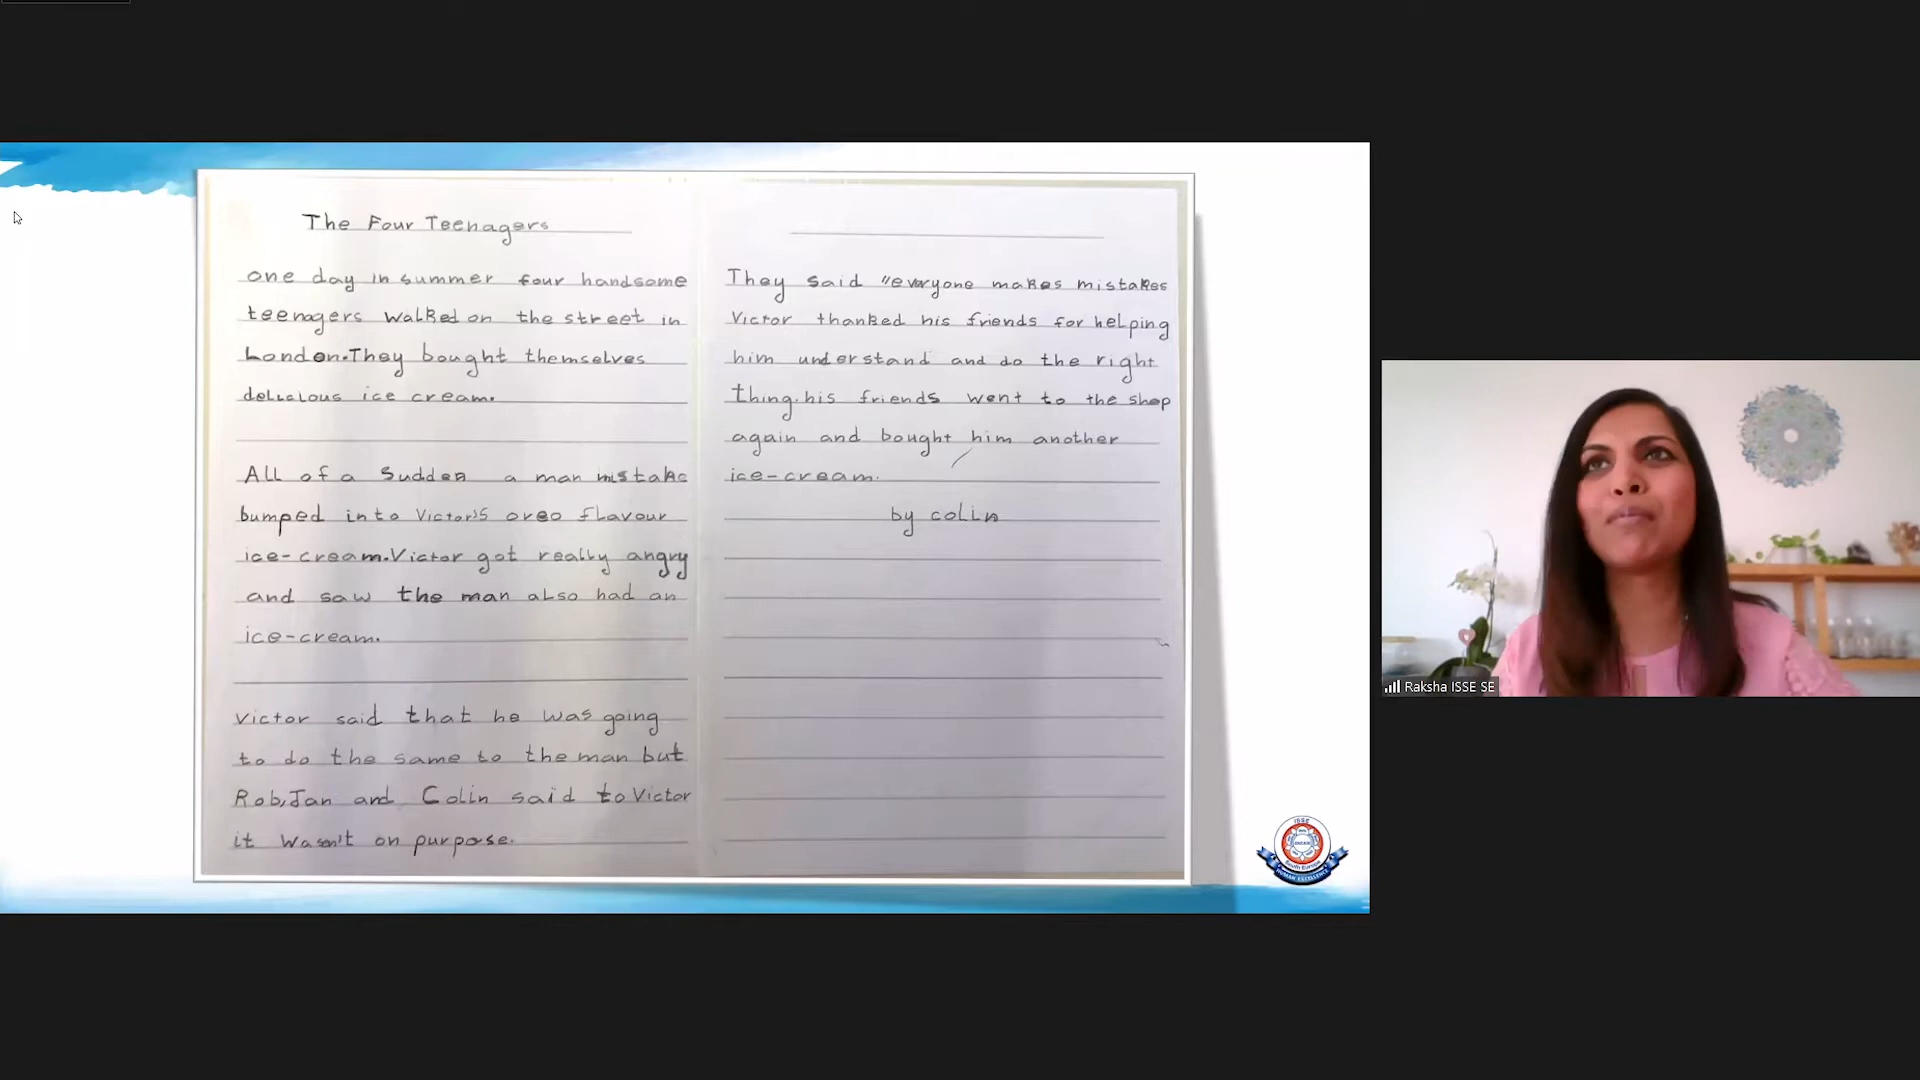 The Four Teenagers
one day in summer four handsome
teenagers walked on the street in
London.They bought themselves
delicious ice cream.
All of a Sudden a man mistake
bumped into Victor's oreo flavour
ice-cream.Victor got really angry
and saw the man also had an
ice-cream.
Victor said that he was going
to do the same to the man but
Rob,Jan and Colin said to Victor
it wasn't on purpose.
They said "everyone makes mistakes
Victor thanked his friends for helping
him understand and do the right
thing.his friends went to the shop
again and bought him another
ice-cream.
by colin
ISSE
South Europe
HUMAN EXCELLENCE
Raksha ISSE SE